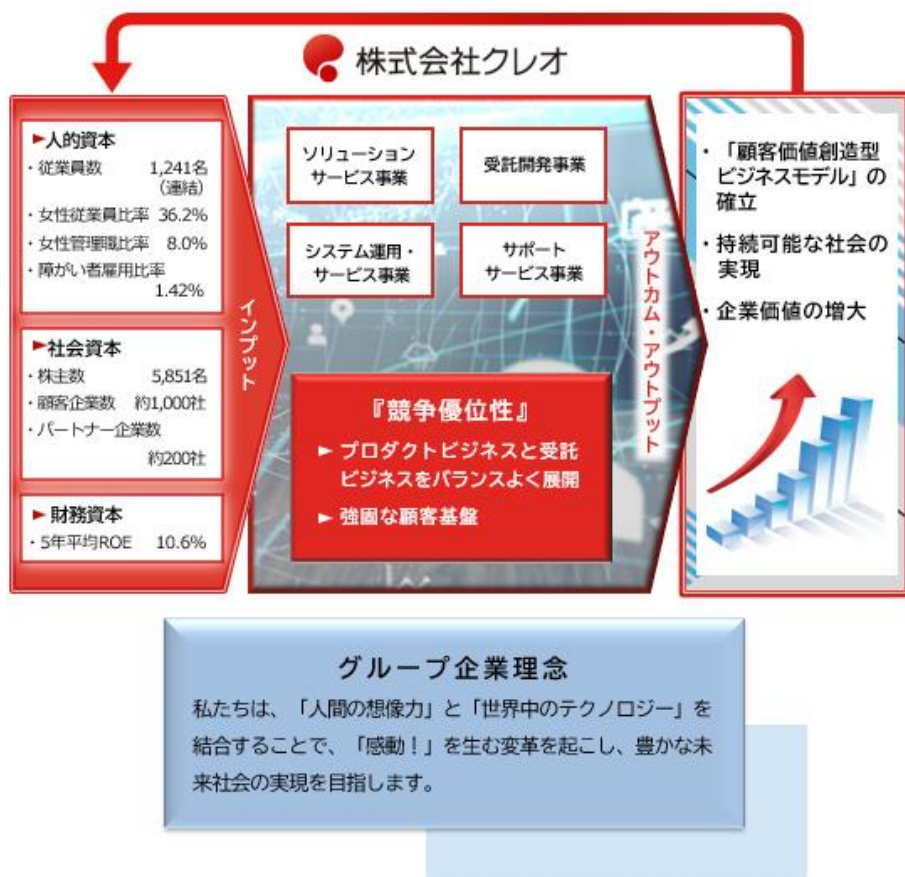 株式会社クレオ
►人的資本
・従業員数 1,241名
（連結）
・女性従業員比率 36.2%
・女性管理職比率 8.0%
・障がい者雇用比率
1.42%
►社会資本
・株主数 5,851名
・顧客企業数 約1,000社
・パートナー企業数
約200社
► 財務資本
・5年平均ROE 10.6%
インプット
ソリューション
サービス事業
受託開発事業
システム運用・
サービス事業
サポート
サービス事業
『競争優位性』
► プロダクトビジネスと受託
ビジネスをバランスよく展開
► 強固な顧客基盤
アウトカム・アウトプット
・「顧客価値創造型
ビジネスモデル」の
確立
・持続可能な社会の
実現
・企業価値の増大
グループ企業理念
私たちは、「人間の想像力」と「世界中のテクノロジー」を
結合することで、「感動！」を生む変革を起こし、豊かな未
来社会の実現を目指します。